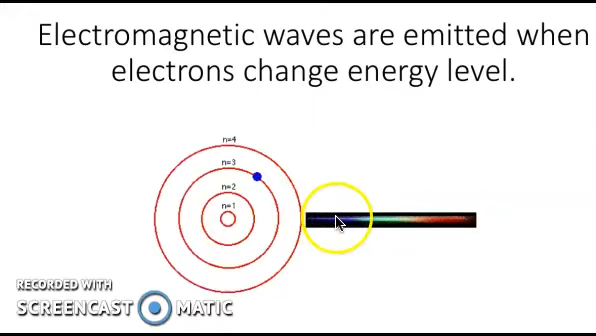 Electromagnetic waves are emitted when
electrons change energy level.
n=4
n=3
n=2
n=1
RECORDED WITH
SCREENCAST MATIC